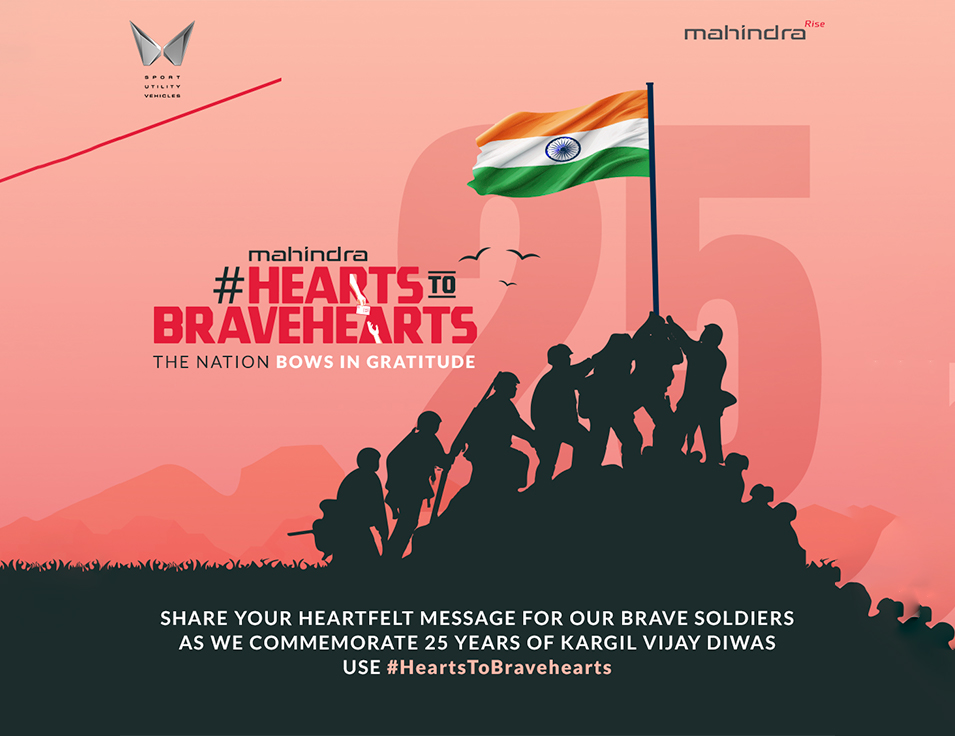 SPORT
UTILITY
VEHICLES
mahindra Rise
25
mahindra
#HEARTS TO
BRAVEHEARTS
THE NATION BOWS IN GRATITUDE
SHARE YOUR HEARTFELT MESSAGE FOR OUR BRAVE SOLDIERS
AS WE COMMEMORATE 25 YEARS OF KARGIL VIJAY DIWAS
USE #HeartsToBravehearts